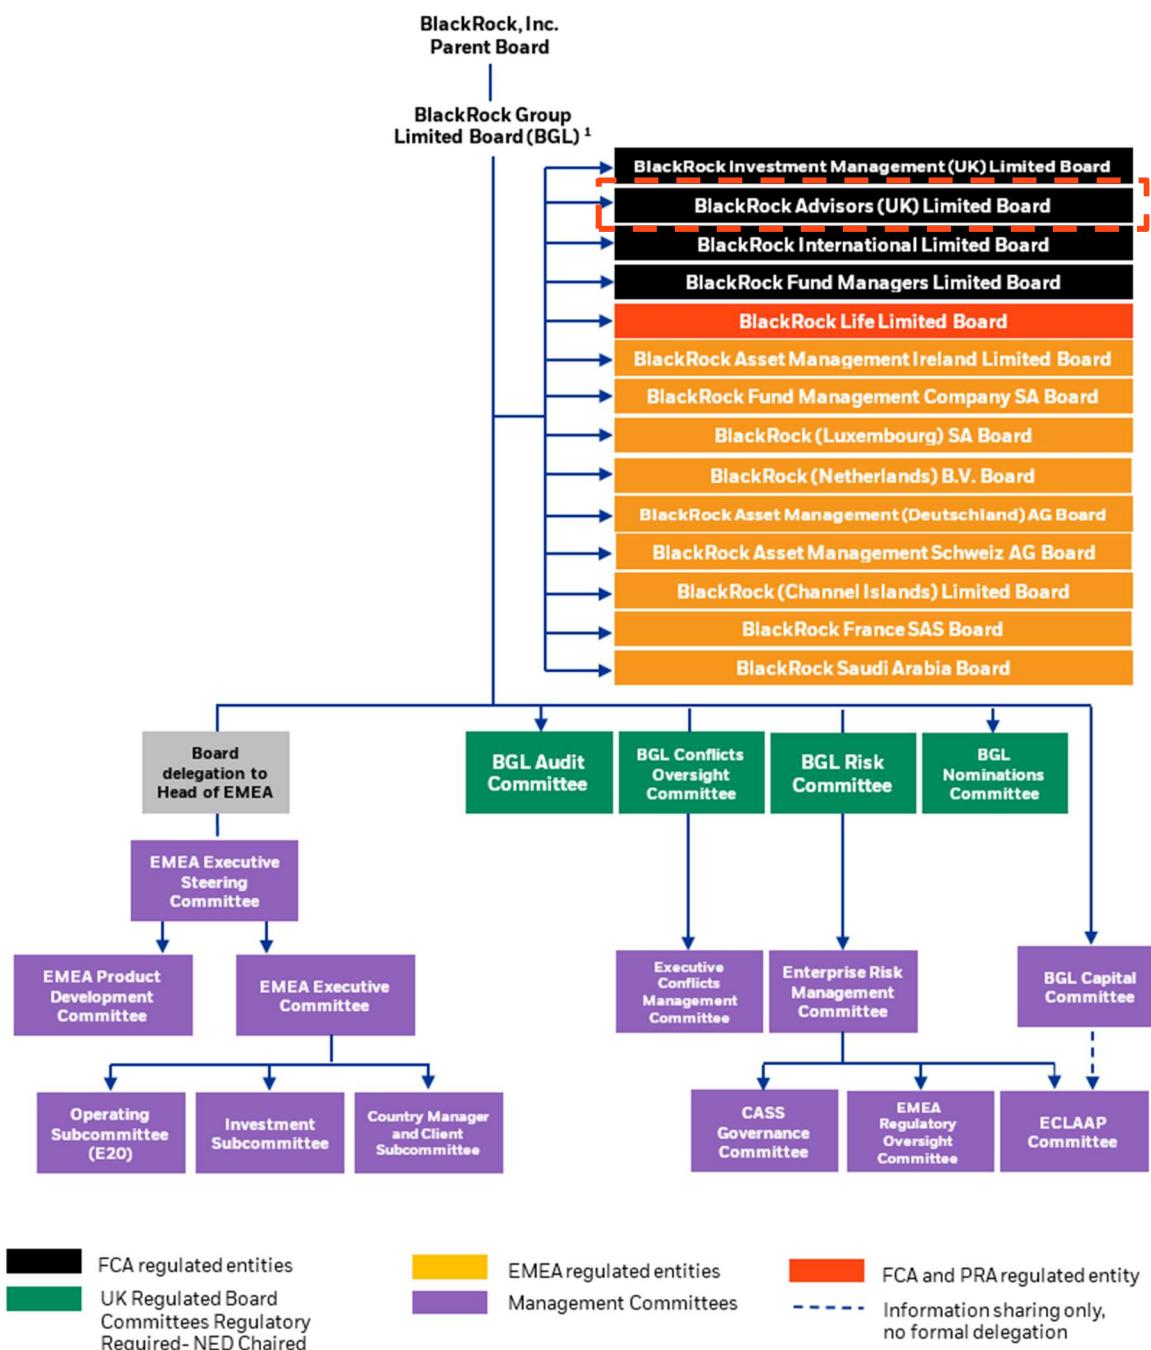 BlackRock, Inc.
Parent Board
BlackRock Group
Limited Board (BGL) 1
BlackRock Investment Management (UK) Limited Board
BlackRock Advisors (UK) Limited Board
BlackRock International Limited Board
BlackRock Fund Managers Limited Board
BlackRock Life Limited Board
BlackRock Asset Management Ireland Limited Board
BlackRock Fund Management Company SA Board
BlackRock (Luxembourg) SA Board
BlackRock (Netherlands) B.V. Board
BlackRock Asset Management (Deutschland) AG Board
BlackRock Asset Management Schweiz AG Board
BlackRock (Channel Islands) Limited Board
BlackRock France SAS Board
BlackRock Saudi Arabia Board
Board
delegation to
Head of EMEA
BGL Audit
Committee
BGL Conflicts
Oversight
Committee
BGL Risk
Committee
BGL
Nominations
Committee
EMEA Executive
Steering
Committee
EMEA Product
Development
Committee
EMEA Executive
Committee
Executive
Conflicts
Management
Committee
Enterprise Risk
Management
Committee
BGL Capital
Committee
Operating
Subcommittee
(E20)
Investment
Subcommittee
Country Manager
and Client
Subcommittee
CASS
Governance
Committee
EMEA
Regulatory
Oversight
Committee
ECLAAP
Committee
FCA regulated entities
UK Regulated Board
Committees Regulatory
Required- NED Chaired
EMEA regulated entities
Management Committees
FCA and PRA regulated entity
Information sharing only,
no formal delegation